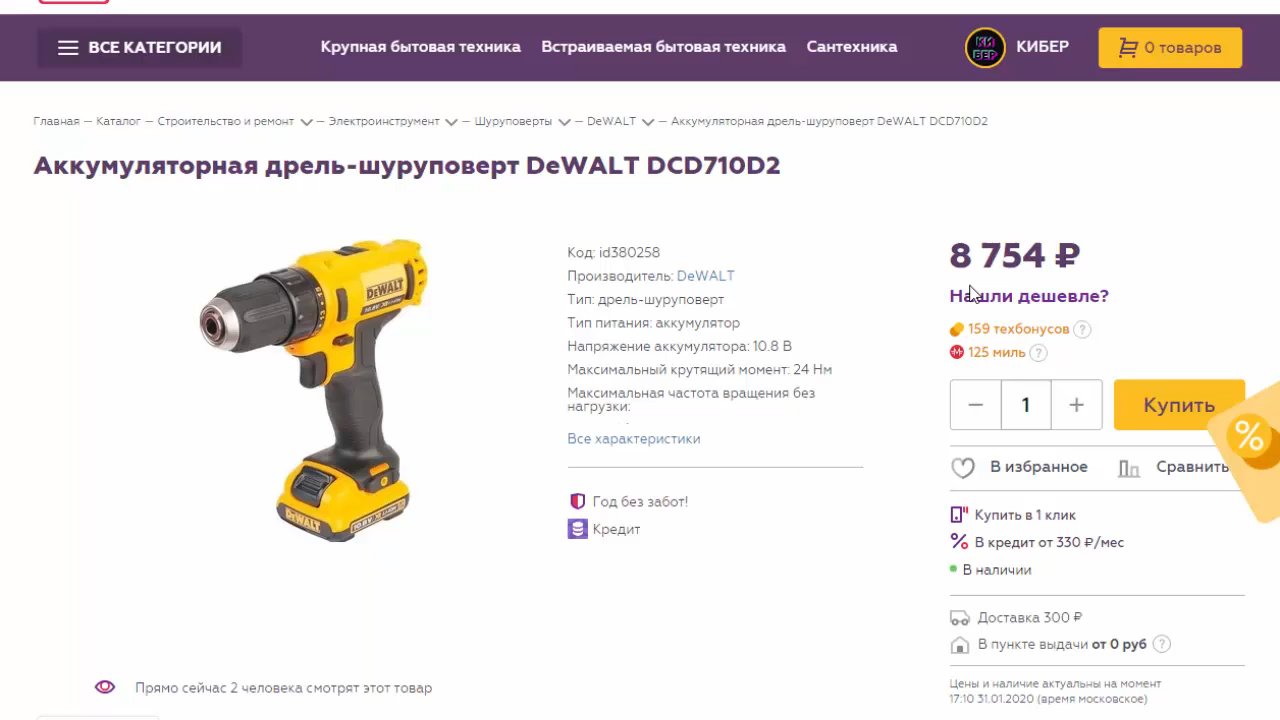 ВСЕ КАТЕГОРИИ
Крупная бытовая техника
Встраиваемая бытовая техника
Сантехника
КИ
БЕР
КИБЕР
0 товаров
Главная — Каталог — Строительство и ремонт — Электроинструмент — Шуруповерты — DeWALT — Аккумуляторная дрель-шуруповерт DeWALT DCD710D2
Аккумуляторная дрель-шуруповерт DeWALT DCD710D2
DEWALT
DEWALT
Код: id380258
Производитель: DeWALT
Тип: дрель-шуруповерт
Тип питания: аккумулятор
Напряжение аккумулятора: 10.8 В
Максимальный крутящий момент: 24 Нм
Максимальная частота вращения без
нагрузки:
Все характеристики
Год без забот!
Кредит
8 754 ₽
Нашли дешевле?
159 техбонусов ?
125 миль ?
− 1 +
Купить
%
В избранное
Сравнить
Купить в 1 клик
% В кредит от 330 ₽/мес
В наличии
Доставка 300 ₽
В пункте выдачи от 0 руб ?
Цены и наличие актуальны на момент
17:10 31.01.2020 (время московское)
Прямо сейчас 2 человека смотрят этот товар